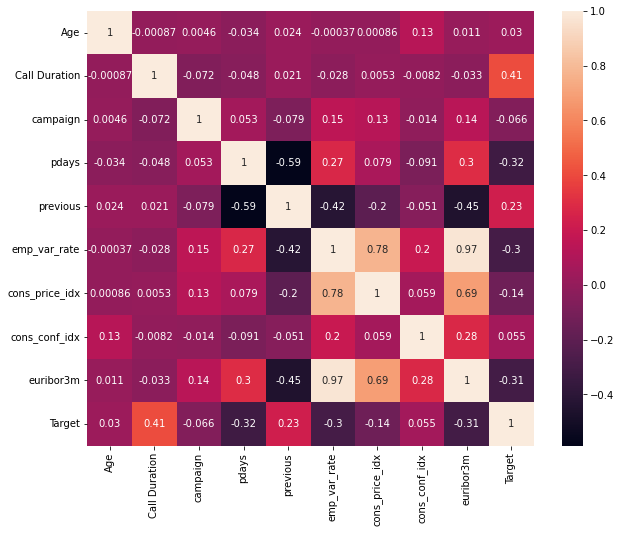 Age 1 -0.00087 0.0046 -0.034 0.024 -0.00037 0.00086 0.13 0.011 0.03
Call Duration -0.00087 1 -0.072 -0.048 0.021 -0.028 0.0053 -0.0082 -0.033 0.41
campaign 0.0046 -0.072 1 0.053 -0.079 0.15 0.13 -0.014 0.14 -0.066
pdays -0.034 -0.048 0.053 1 -0.59 0.27 0.079 -0.091 0.3 -0.32
previous 0.024 0.021 -0.079 -0.59 1 -0.42 -0.2 -0.051 -0.45 0.23
emp_var_rate -0.00037 -0.028 0.15 0.27 -0.42 1 0.78 0.2 0.97 -0.3
cons_price_idx 0.00086 0.0053 0.13 0.079 -0.2 0.78 1 0.059 0.69 -0.14
cons_conf_idx 0.13 -0.0082 -0.014 -0.091 -0.051 0.2 0.059 1 0.28 0.055
euribor3m 0.011 -0.033 0.14 0.3 -0.45 0.97 0.69 0.28 1 -0.31
Target 0.03 0.41 -0.066 -0.32 0.23 -0.3 -0.14 0.055 -0.31 1
Age
Call Duration
campaign
pdays
previous
emp_var_rate
cons_price_idx
cons_conf_idx
euribor3m
Target
1.0
0.8
0.6
0.4
0.2
0.0
-0.2
-0.4